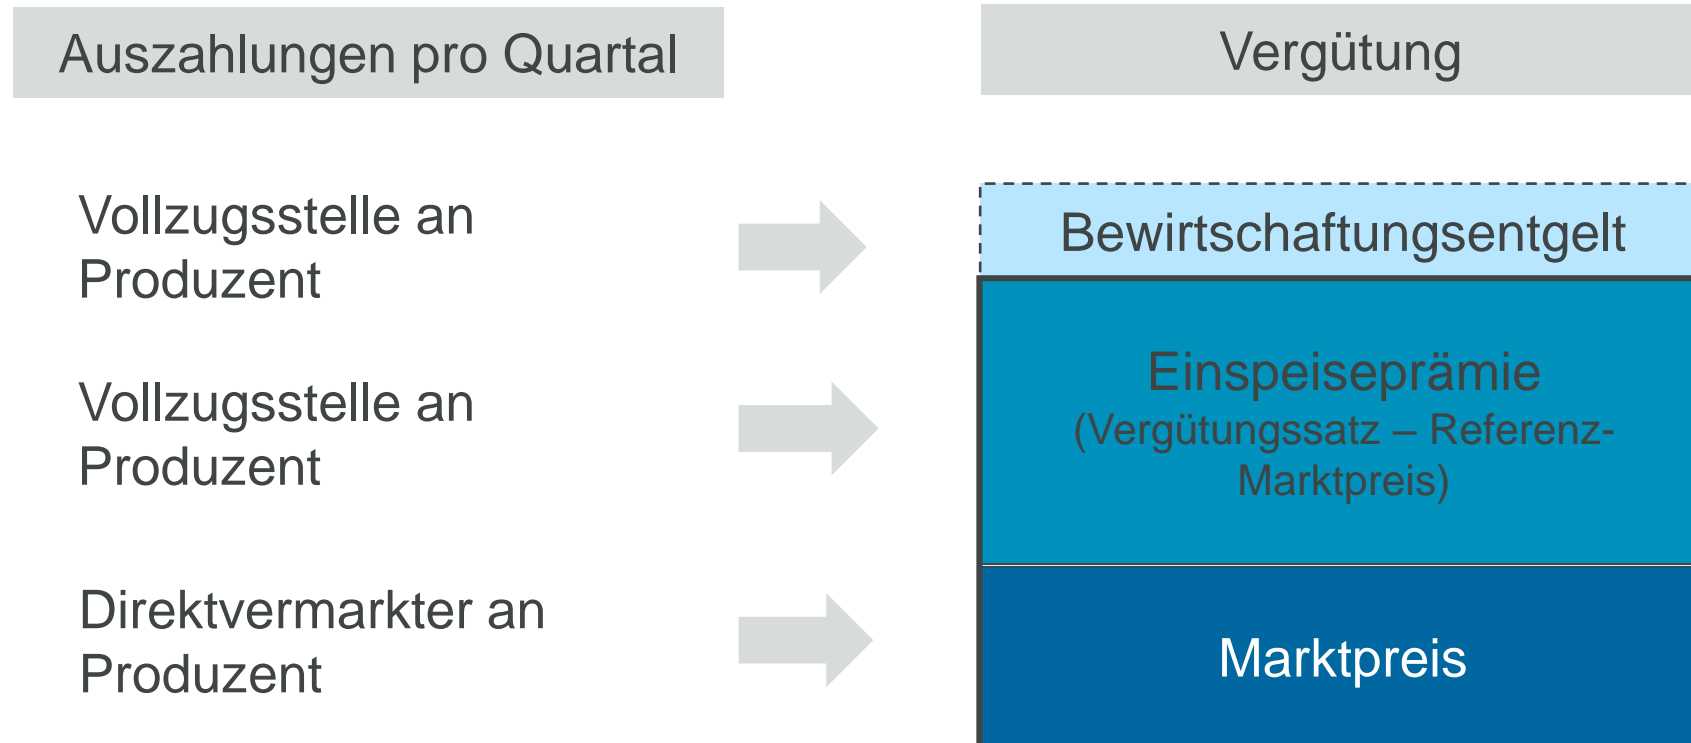 Auszahlungen pro Quartal
Vergütung
Vollzugsstelle an
Produzent
Bewirtschaftungsentgelt
Vollzugsstelle an
Produzent
Einspeiseprämie
(Vergütungssatz – Referenz-
Marktpreis)
Direktvermarkter an
Produzent
Marktpreis